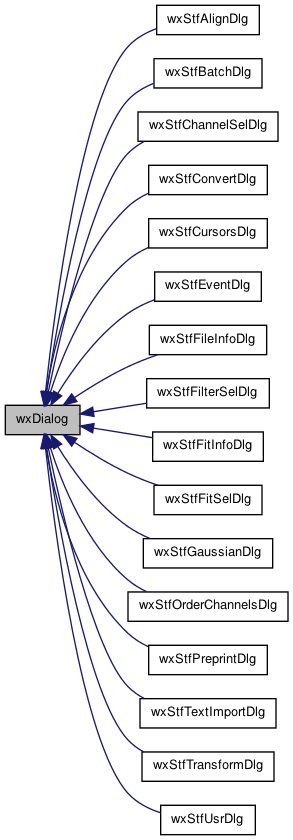 wxStfAlignDlg
wxStfBatchDlg
wxStfChannelSelDlg
wxStfConvertDlg
wxStfCursorsDlg
wxStfEventDlg
wxStfFileInfoDlg
wxStfFilterSelDlg
wxDialog
wxStfFitInfoDlg
wxStfFitSelDlg
wxStfGaussianDlg
wxStfOrderChannelsDlg
wxStfPreprintDlg
wxStfTextImportDlg
wxStfTransformDlg
wxStfUsrDlg